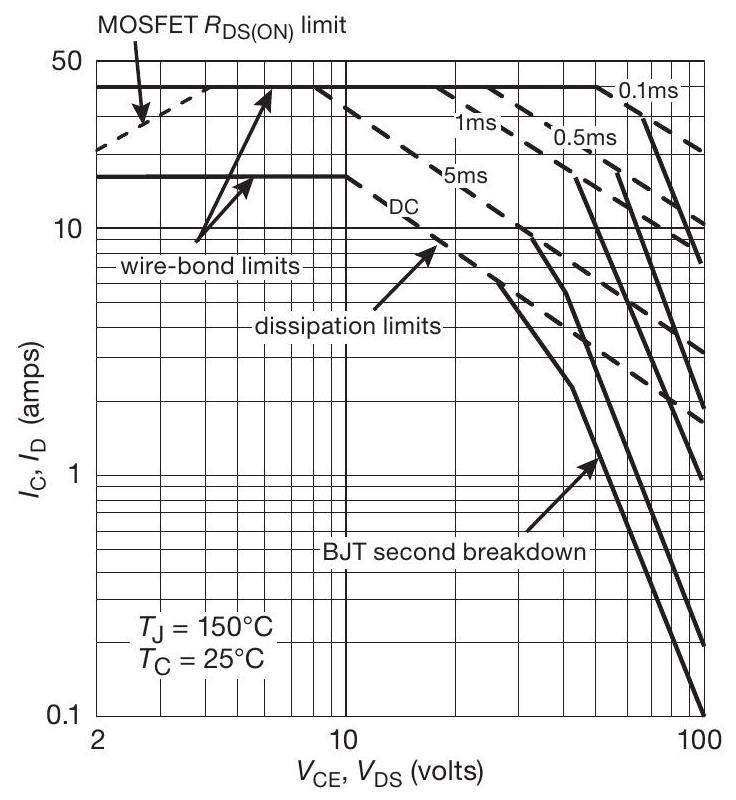 MOSFET RDS(ON) limit
50
0.1ms
1ms
0.5ms
5ms
DC
10
wire-bond limits
dissipation limits
IC, ID (amps)
1
BJT second breakdown
TJ = 150°C
TC = 25°C
0.1
2
10
100
VCE, VDS (volts)